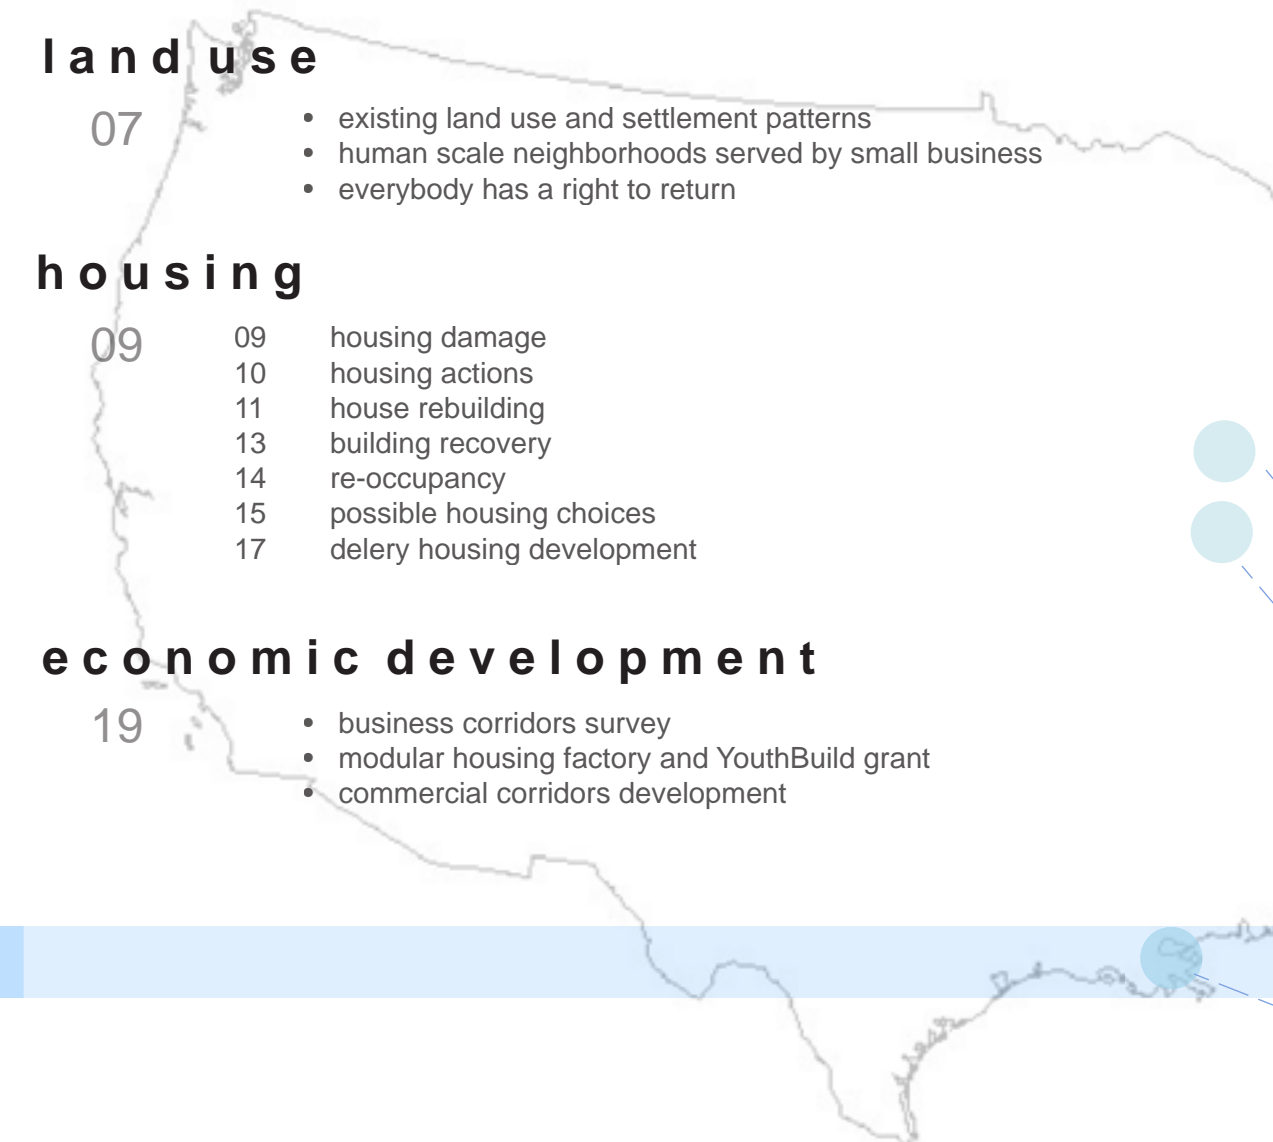 land use
07
• existing land use and settlement patterns
• human scale neighborhoods served by small business
• everybody has a right to return
housing
09
09 housing damage
10 housing actions
11 house rebuilding
13 building recovery
14 re-occupancy
15 possible housing choices
17 delery housing development
economic development
19
• business corridors survey
• modular housing factory and YouthBuild grant
• commercial corridors development